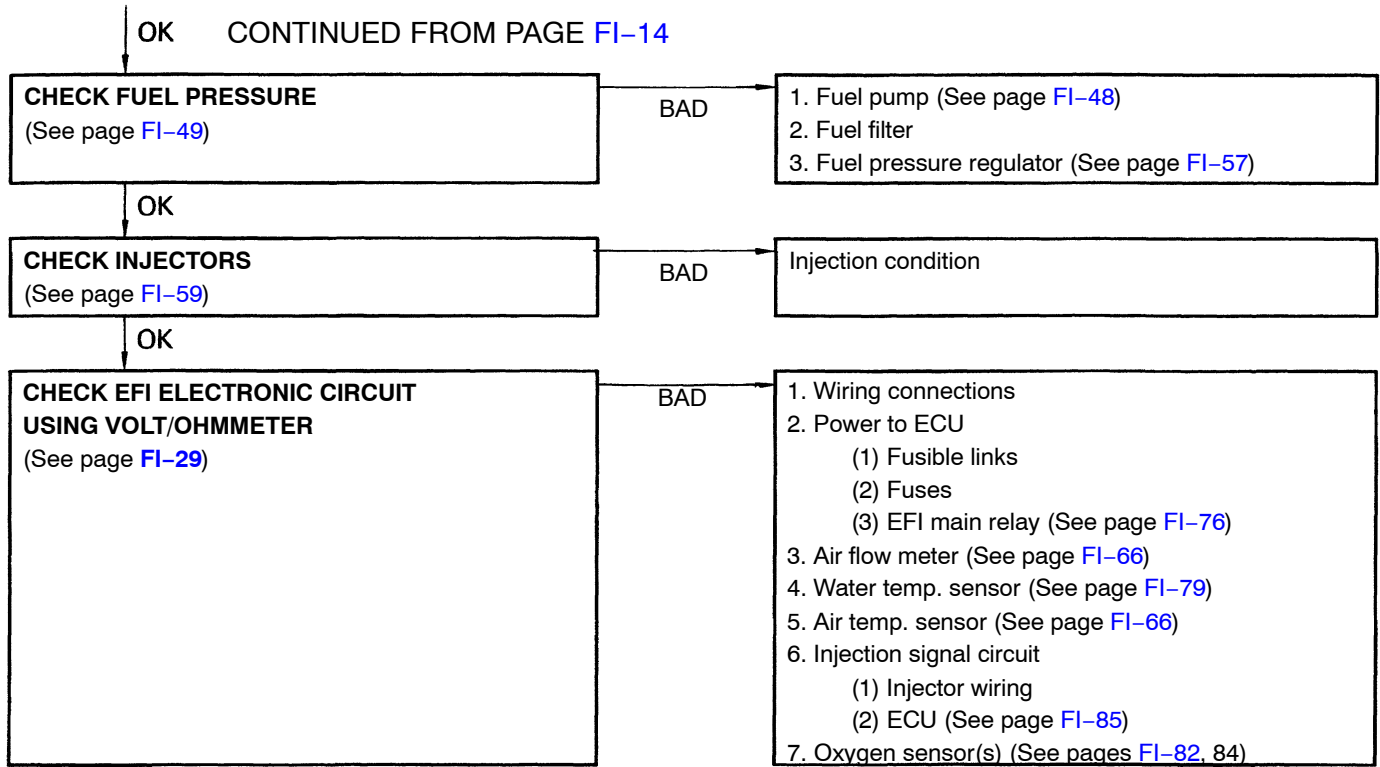 OK CONTINUED FROM PAGE FI–14
CHECK FUEL PRESSURE
(See page FI–49)
BAD
1. Fuel pump (See page FI–48)
2. Fuel filter
3. Fuel pressure regulator (See page FI–57)
OK
CHECK INJECTORS
(See page FI–59)
BAD
Injection condition
OK
CHECK EFI ELECTRONIC CIRCUIT
USING VOLT/OHMMETER
(See page FI–29)
BAD
1. Wiring connections
2. Power to ECU
(1) Fusible links
(2) Fuses
(3) EFI main relay (See page FI–76)
3. Air flow meter (See page FI–66)
4. Water temp. sensor (See page FI–79)
5. Air temp. sensor (See page FI–66)
6. Injection signal circuit
(1) Injector wiring
(2) ECU (See page FI–85)
7. Oxygen sensor(s) (See pages FI–82, 84)